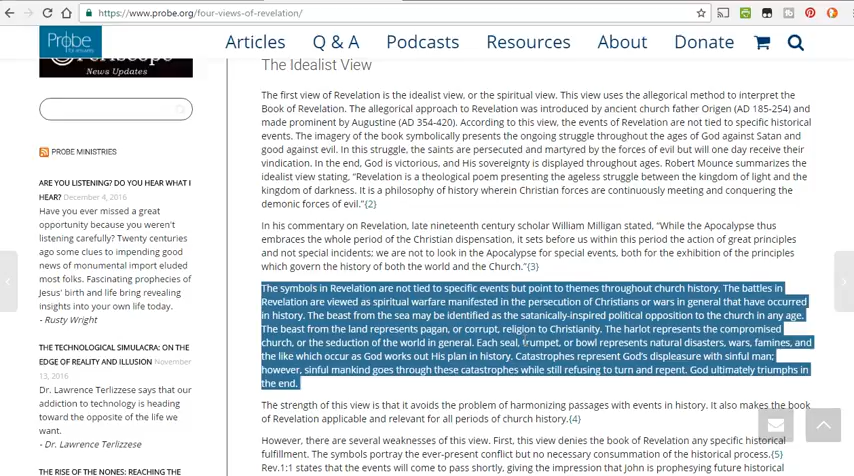 https://www.probe.org/four-views-of-revelation/
Probe
Articles
Q & A
Podcasts
Resources
About
Donate
Periscope
News Updates
PROBE MINISTRIES
ARE YOU LISTENING? DO YOU HEAR WHAT I
HEAR? December 4, 2016
Have you ever missed a great
opportunity because you weren't
listening carefully? Twenty centuries
ago some clues to impending good
news of monumental import eluded
most folks. Fascinating prophecies of
Jesus' birth and life bring revealing
insights into your own life today.
- Rusty Wright
THE TECHNOLOGICAL SIMULACRA: ON THE
EDGE OF REALITY AND ILLUSION November
13, 2016
Dr. Lawrence Terlizzese says that our
addiction to technology is heading
toward the opposite of the life we
want.
- Dr. Lawrence Terlizzese
THE RISE OF THE NONES: REACHING THE
The Idealist View
The first view of Revelation is the idealist view, or the spiritual view. This view uses the allegorical method to interpret the
Book of Revelation. The allegorical approach to Revelation was introduced by ancient church father Origen (AD 185-254) and
made prominent by Augustine (AD 354-420). According to this view, the events of Revelation are not tied to specific historical
events. The imagery of the book symbolically presents the ongoing struggle throughout the ages of God against Satan and
good against evil. In this struggle, the saints are persecuted and martyred by the forces of evil but will one day receive their
vindication. In the end, God is victorious, and His sovereignty is displayed throughout ages. Robert Mounce summarizes the
idealist view stating, “Revelation is a theological poem presenting the ageless struggle between the kingdom of light and the
kingdom of darkness. It is a philosophy of history wherein Christian forces are continuously meeting and conquering the
demonic forces of evil.”{2}
In his commentary on Revelation, late nineteenth century scholar William Milligan stated, “While the Apocalypse thus
embraces the whole period of the Christian dispensation, it sets before us within this period the action of great principles
and not special incidents; we are not to look in the Apocalypse for special events, both for the exhibition of the principles
which govern the history of both the world and the Church.”{3}
The symbols in Revelation are not tied to specific events but point to themes throughout church history. The battles in
Revelation are viewed as spiritual warfare manifested in the persecution of Christians or wars in general that have occurred
in history. The beast from the sea may be identified as the satanically-inspired political opposition to the church in any age.
The beast from the land represents pagan, or corrupt, religion to Christianity. The harlot represents the compromised
church, or the seduction of the world in general. Each seal, trumpet, or bowl represents natural disasters, wars, famines, and
the like which occur as God works out His plan in history. Catastrophes represent God’s displeasure with sinful man;
however, sinful mankind goes through these catastrophes while still refusing to turn and repent. God ultimately triumphs in
the end.
The strength of this view is that it avoids the problem of harmonizing passages with events in history. It also makes the book
of Revelation applicable and relevant for all periods of church history.{4}
However, there are several weaknesses of this view. First, this view denies the book of Revelation any specific historical
fulfillment. The symbols portray the ever-present conflict but no necessary consummation of the historical process.{5}
Rev.1:1 states that the events will come to pass shortly, giving the impression that John is prophesying future historical